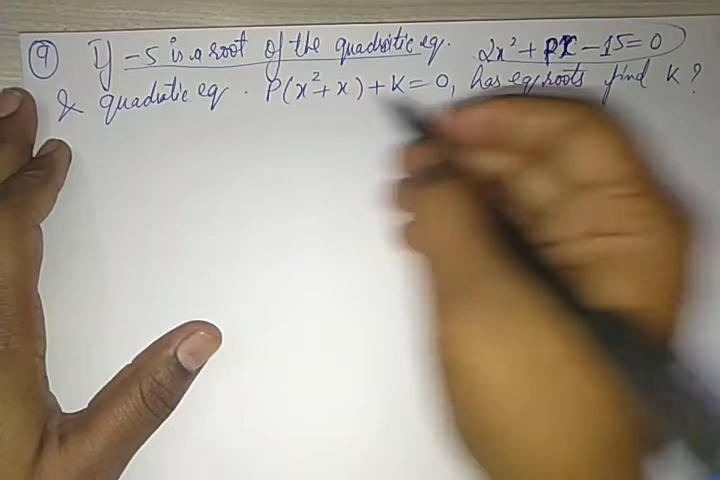 9 If -5 is a root of the quadroitic eq. 2x² + px - 15 = 0
& quadratic eq. P(x² + x) + K = 0, has eq roots find K ?